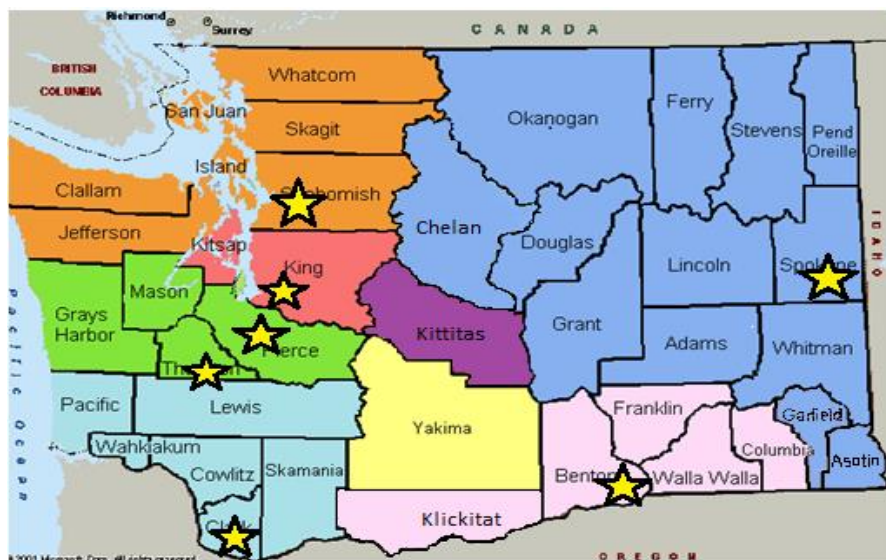 Richmond
Surrey
CANADA
BRITISH
COLUMBIA
Whatcom
San Juan
Skagit
Okanogan
Ferry
Stevens
Pend
Oreille
Island
Clallam
Snohomish
Chelan
Jefferson
Kitsap
King
Douglas
Lincoln
Spokane
IDAHO
Mason
Grays
Harbor
Pierce
Kittitas
Grant
Adams
Whitman
Thurston
Pacific Ocean
Pacific
Lewis
Yakima
Franklin
Garfield
Wahkiakum
Cowlitz
Skamania
Benton
Walla Walla
Columbia
Asotin
Clark
Klickitat
OREGON